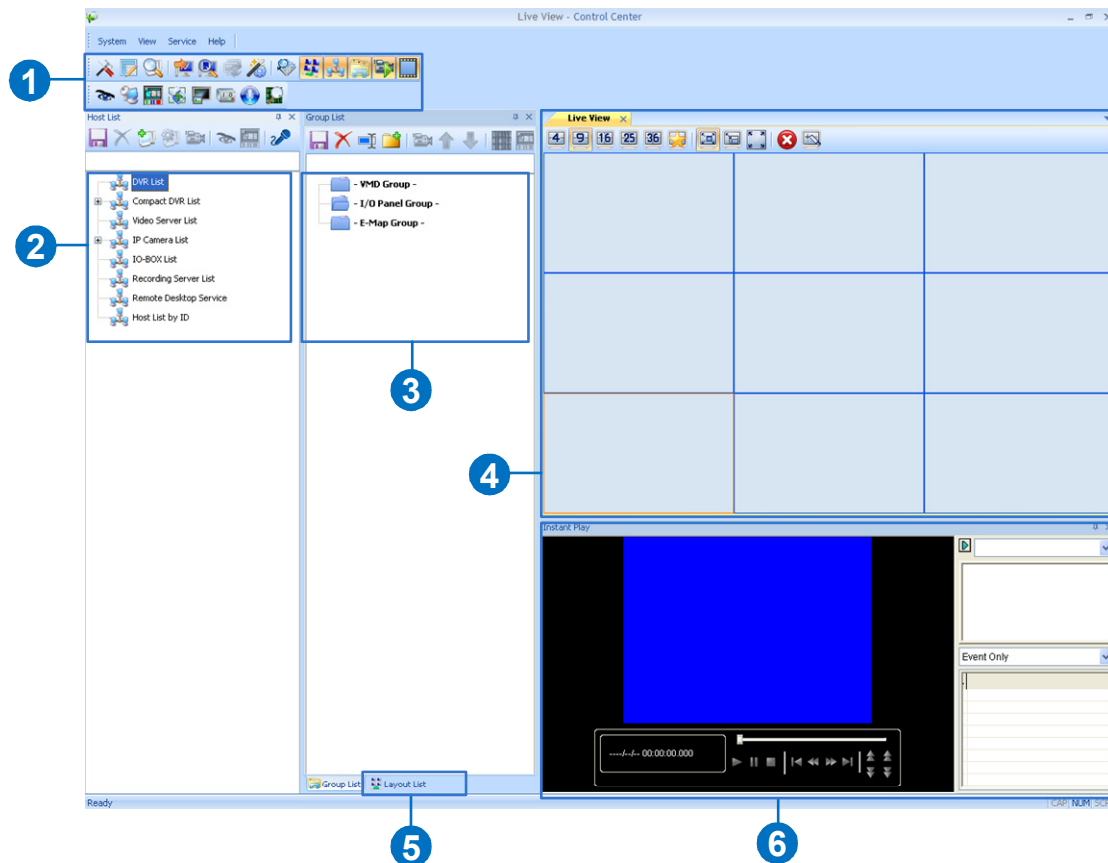 Live View - Control Center
System View Service Help
1
Host List
Group List
Live View
4 9 16 25 36
DVR List
Compact DVR List
Video Server List
IP Camera List
IO-BOX List
Recording Server List
Remote Desktop Service
Host List by ID
2
- VMD Group -
- I/O Panel Group -
- E-Map Group -
3
4
Instant Play
Event Only
----/--/-- 00:00:00.000
Group List
Layout List
Ready
CAP NUM SCR
5
6